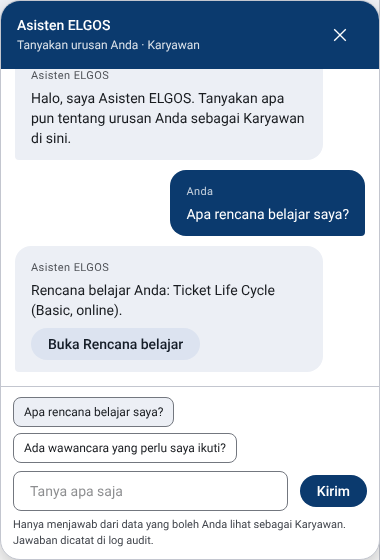 Asisten ELGOS
Tanyakan urusan Anda · Karyawan
Asisten ELGOS
Halo, saya Asisten ELGOS. Tanyakan apa
pun tentang urusan Anda sebagai Karyawan
di sini.
Anda
Apa rencana belajar saya?
Asisten ELGOS
Rencana belajar Anda: Ticket Life Cycle
(Basic, online).
Buka Rencana belajar
Apa rencana belajar saya?
Ada wawancara yang perlu saya ikuti?
Tanya apa saja
Kirim
Hanya menjawab dari data yang boleh Anda lihat sebagai Karyawan.
Jawaban dicatat di log audit.